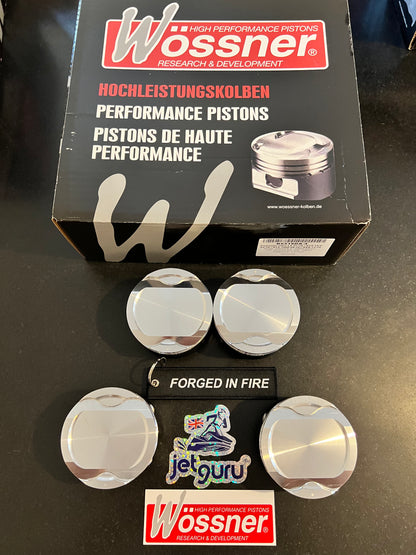 HIGH PERFORMANCE PISTONS
Wössner®
RESEARCH & DEVELOPMENT
HOCHLEISTUNGSKOLBEN
PERFORMANCE PISTONS
PISTONS DE HAUTE
PERFORMANCE
www.woessner-kolben.de
FORGED IN FIRE
jetguru
HIGH PERFORMANCE PISTONS
Wössner®
RESEARCH & DEVELOPMENT